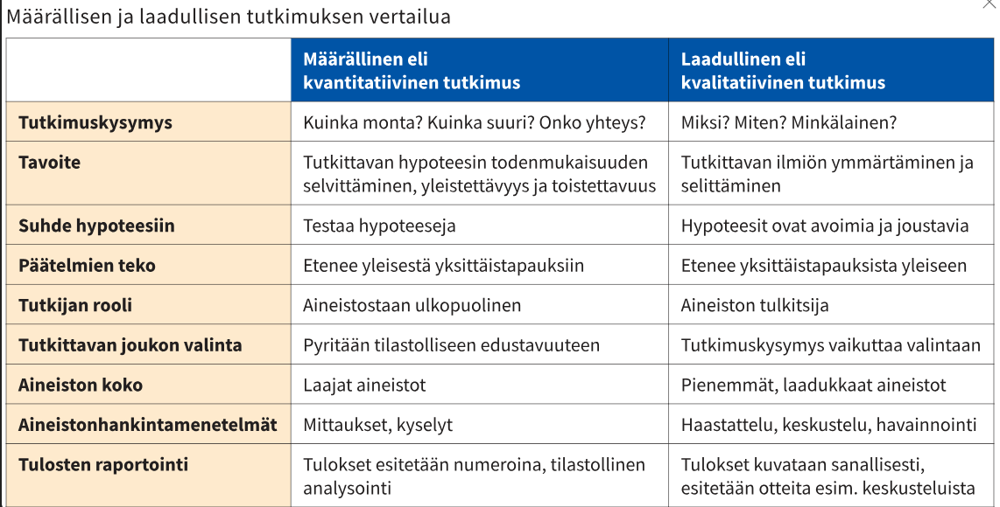 Määrällisen ja laadullisen tutkimuksen vertailua
Määrällinen eli
kvantitatiivinen tutkimus
Laadullinen eli
kvalitatiivinen tutkimus
Tutkimuskysymys
Kuinka monta? Kuinka suuri? Onko yhteys?
Miksi? Miten? Minkälainen?
Tavoite
Tutkittavan hypoteesin todenmukaisuuden
selvittäminen, yleistettävyys ja toistettavuus
Tutkittavan ilmiön ymmärtäminen ja
selittäminen
Suhde hypoteesiin
Testaa hypoteeseja
Hypoteesit ovat avoimia ja joustavia
Päätelmien teko
Etenee yleisestä yksittäistapauksiin
Etenee yksittäistapauksista yleiseen
Tutkijan rooli
Aineistostaan ulkopuolinen
Aineiston tulkitsija
Tutkittavan joukon valinta
Pyritään tilastolliseen edustavuuteen
Tutkimuskysymys vaikuttaa valintaan
Aineiston koko
Laajat aineistot
Pienemmät, laadukkaat aineistot
Aineistonhankintamenetelmät
Mittaukset, kyselyt
Haastattelu, keskustelu, havainnointi
Tulosten raportointi
Tulokset esitetään numeroina, tilastollinen
analysointi
Tulokset kuvataan sanallisesti,
esitetään otteita esim. keskusteluista